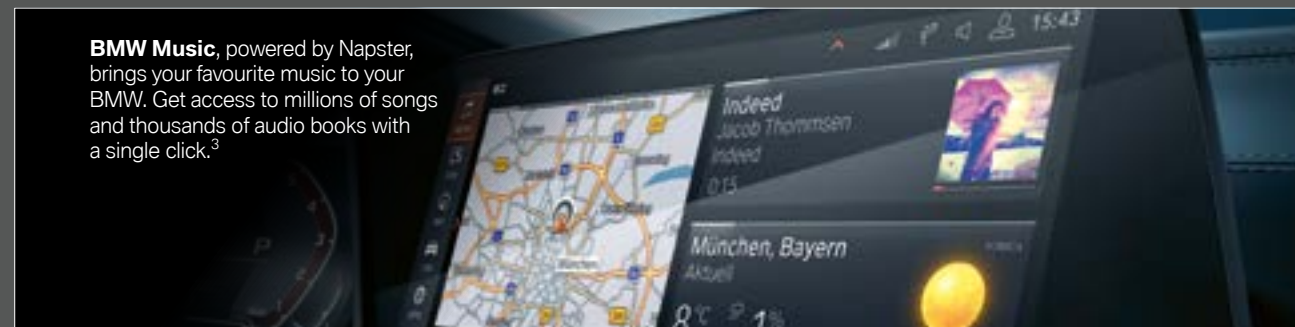 BMW Music, powered by Napster,
brings your favourite music to your
BMW. Get access to millions of songs
and thousands of audio books with
a single click.³
15:43
Indeed
Jacob Thommsen
Indeed
0:15
München, Bayern
Aktuell
8°C 1%
P